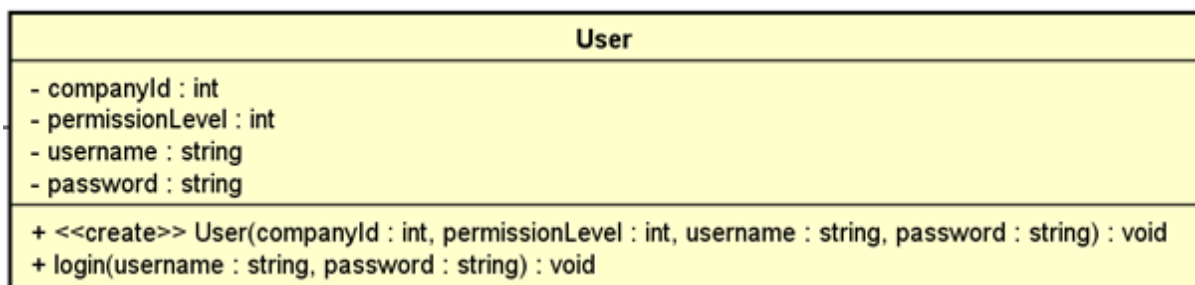 User
- companyId : int
- permissionLevel : int
- username : string
- password : string
+ <<create>> User(companyId : int, permissionLevel : int, username : string, password : string) : void
+ login(username : string, password : string) : void